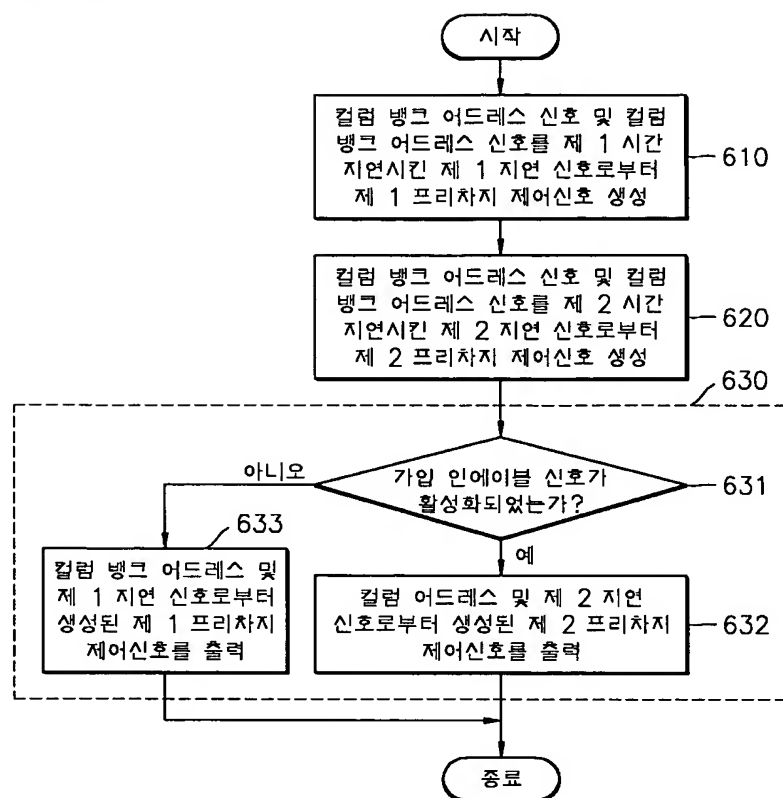 시작
컬럼 뱅크 어드레스 신호 및 컬럼
뱅크 어드레스 신호를 제 1 시간
지연시킨 제 1 지연 신호로부터
제 1 프리차지 제어신호 생성
610
컬럼 뱅크 어드레스 신호 및 컬럼
뱅크 어드레스 신호를 제 2 시간
지연시킨 제 2 지연 신호로부터
제 2 프리차지 제어신호 생성
620
630
가입 인에이블 신호가
활성화되었는가?
631
아니오
예
633
컬럼 뱅크 어드레스 및
제 1 지연 신호로부터
생성된 제 1 프리차지
제어신호를 출력
컬럼 어드레스 및 제 2 지연
신호로부터 생성된 제 2 프리차지
제어신호를 출력
632
종료